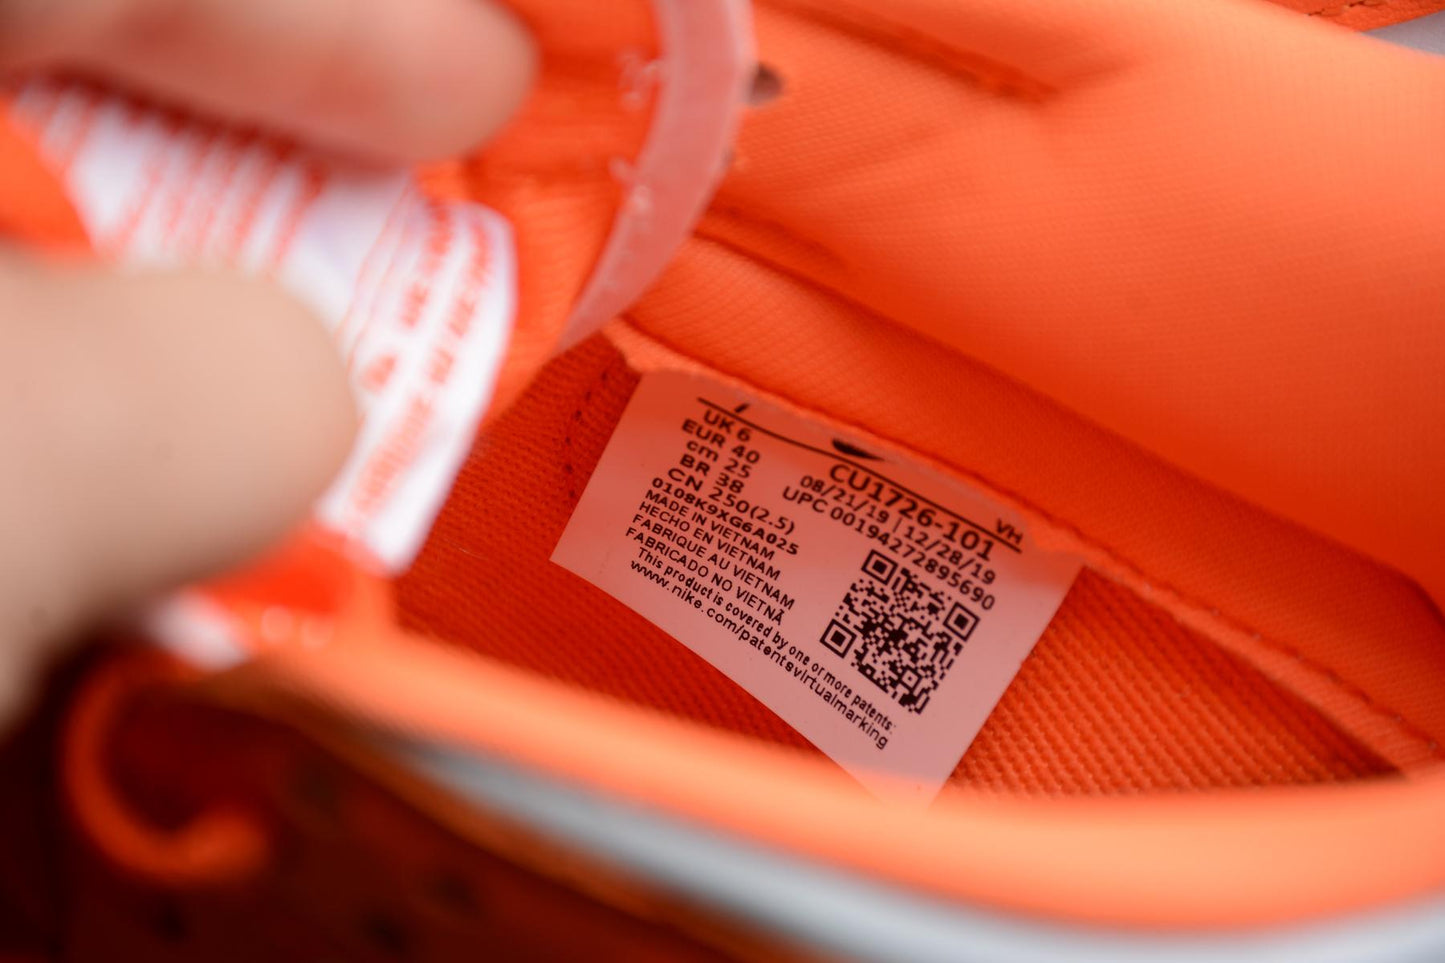 UK 6
EUR 40
cm 25
BR 38
CN 250(2.5)
0108K9XG6A025
MADE IN VIETNAM
HECHO EN VIETNAM
FABRIQUE AU VIETNAM
FABRICADO NO VIETNÃ
This product is covered by one or more patents:
www.nike.com/patentsvirtualmarking
VH
CU1726-101
08/21/19 | 12/28/19
UPC 00194272895690